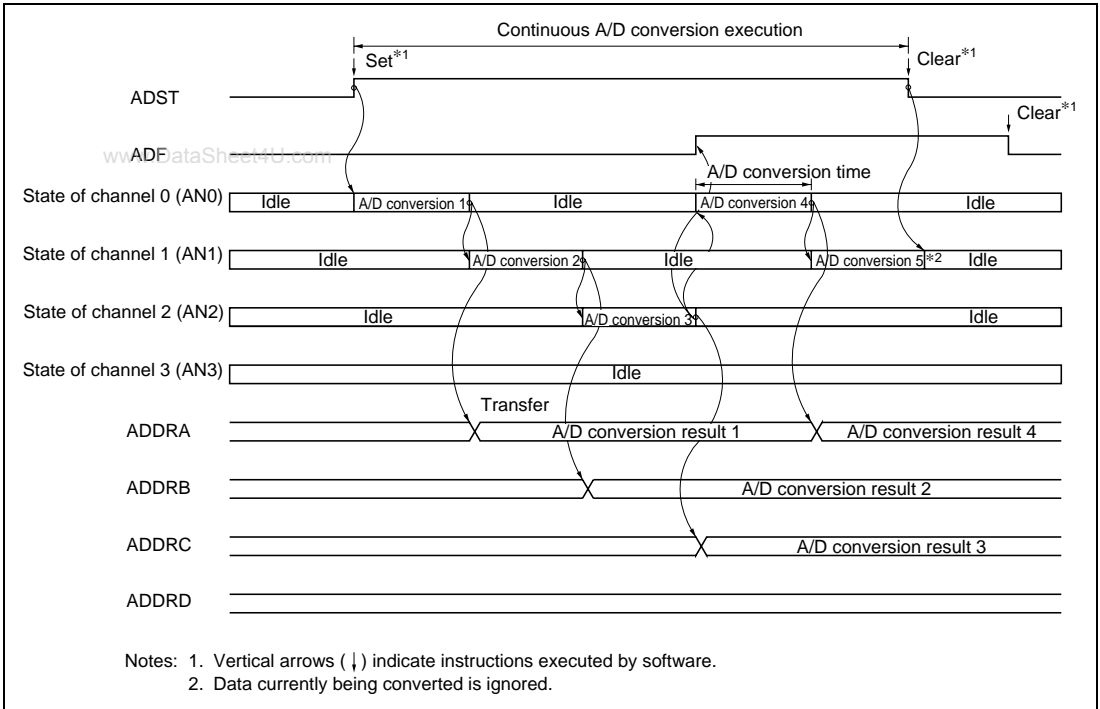 Continuous A/D conversion execution
Set*1
Clear*1
ADST
Clear*1
ADF
www.DataSheet4U.com
A/D conversion time
State of channel 0 (AN0)
Idle
A/D conversion 1
Idle
A/D conversion 4
Idle
State of channel 1 (AN1)
Idle
A/D conversion 2
Idle
A/D conversion 5
*2
Idle
State of channel 2 (AN2)
Idle
A/D conversion 3
Idle
State of channel 3 (AN3)
Idle
Transfer
ADDRA
A/D conversion result 1
A/D conversion result 4
ADDRB
A/D conversion result 2
ADDRC
A/D conversion result 3
ADDRD
Notes: 1. Vertical arrows (↓) indicate instructions executed by software.
2. Data currently being converted is ignored.